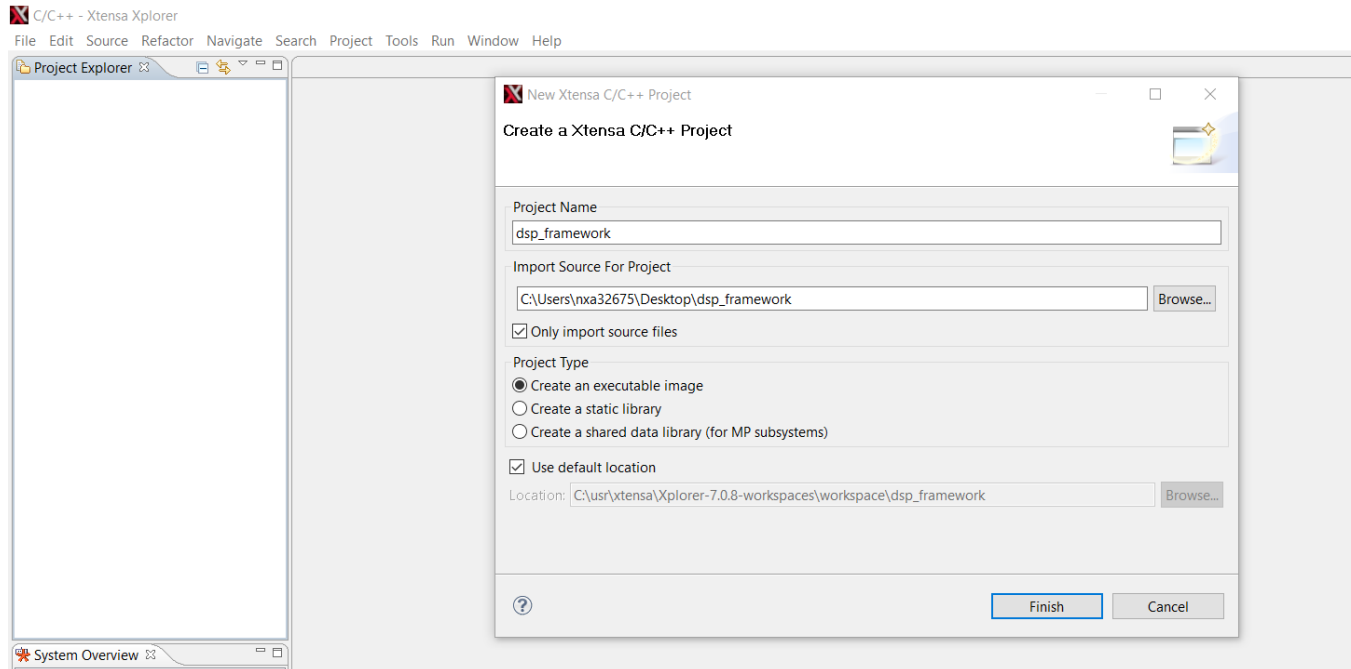 C/C++ - Xtensa Xplorer
File Edit Source Refactor Navigate Search Project Tools Run Window Help
Project Explorer
New Xtensa C/C++ Project
Create a Xtensa C/C++ Project
Project Name
dsp_framework
Import Source For Project
C:\Users\nxa32675\Desktop\dsp_framework Browse...
Only import source files
Project Type
Create an executable image
Create a static library
Create a shared data library (for MP subsystems)
Use default location
Location: C:\usr\xtensa\Xplorer-7.0.8-workspaces\workspace\dsp_framework Browse...
? Finish Cancel
System Overview